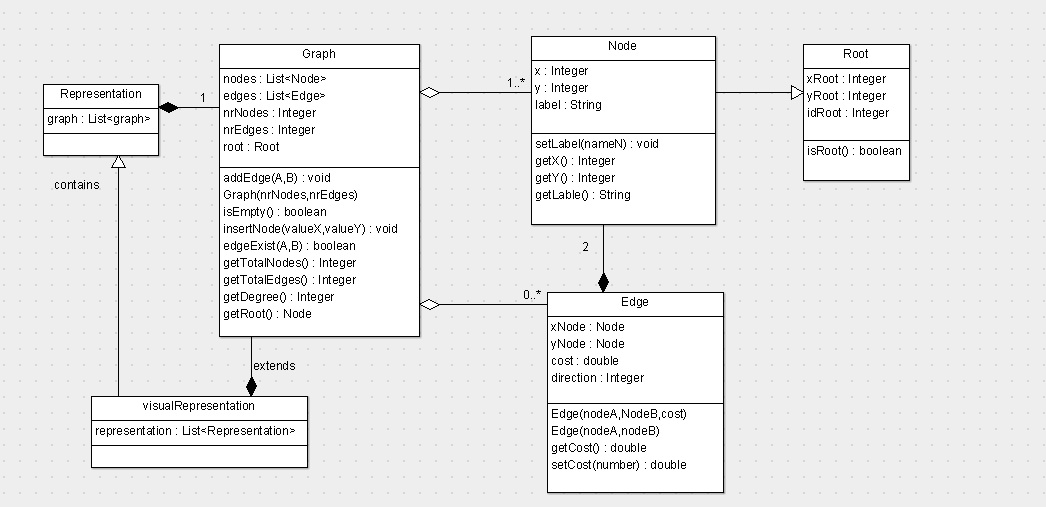 Representation
graph : List<graph>
1
contains
Graph
nodes : List<Node>
edges : List<Edge>
nrNodes : Integer
nrEdges : Integer
root : Root
addEdge(A,B) : void
Graph(nrNodes,nrEdges)
isEmpty() : boolean
insertNode(valueX,valueY) : void
edgeExist(A,B) : boolean
getTotalNodes() : Integer
getTotalEdges() : Integer
getDegree() : Integer
getRoot() : Node
extends
visualRepresentation
representation : List<Representation>
1..*
Node
x : Integer
y : Integer
label : String
setLabel(nameN) : void
getX() : Integer
getY() : Integer
getLable() : String
2
0..*
Edge
xNode : Node
yNode : Node
cost : double
direction : Integer
Edge(nodeA,NodeB,cost)
Edge(nodeA,nodeB)
getCost() : double
setCost(number) : double
Root
xRoot : Integer
yRoot : Integer
idRoot : Integer
isRoot() : boolean